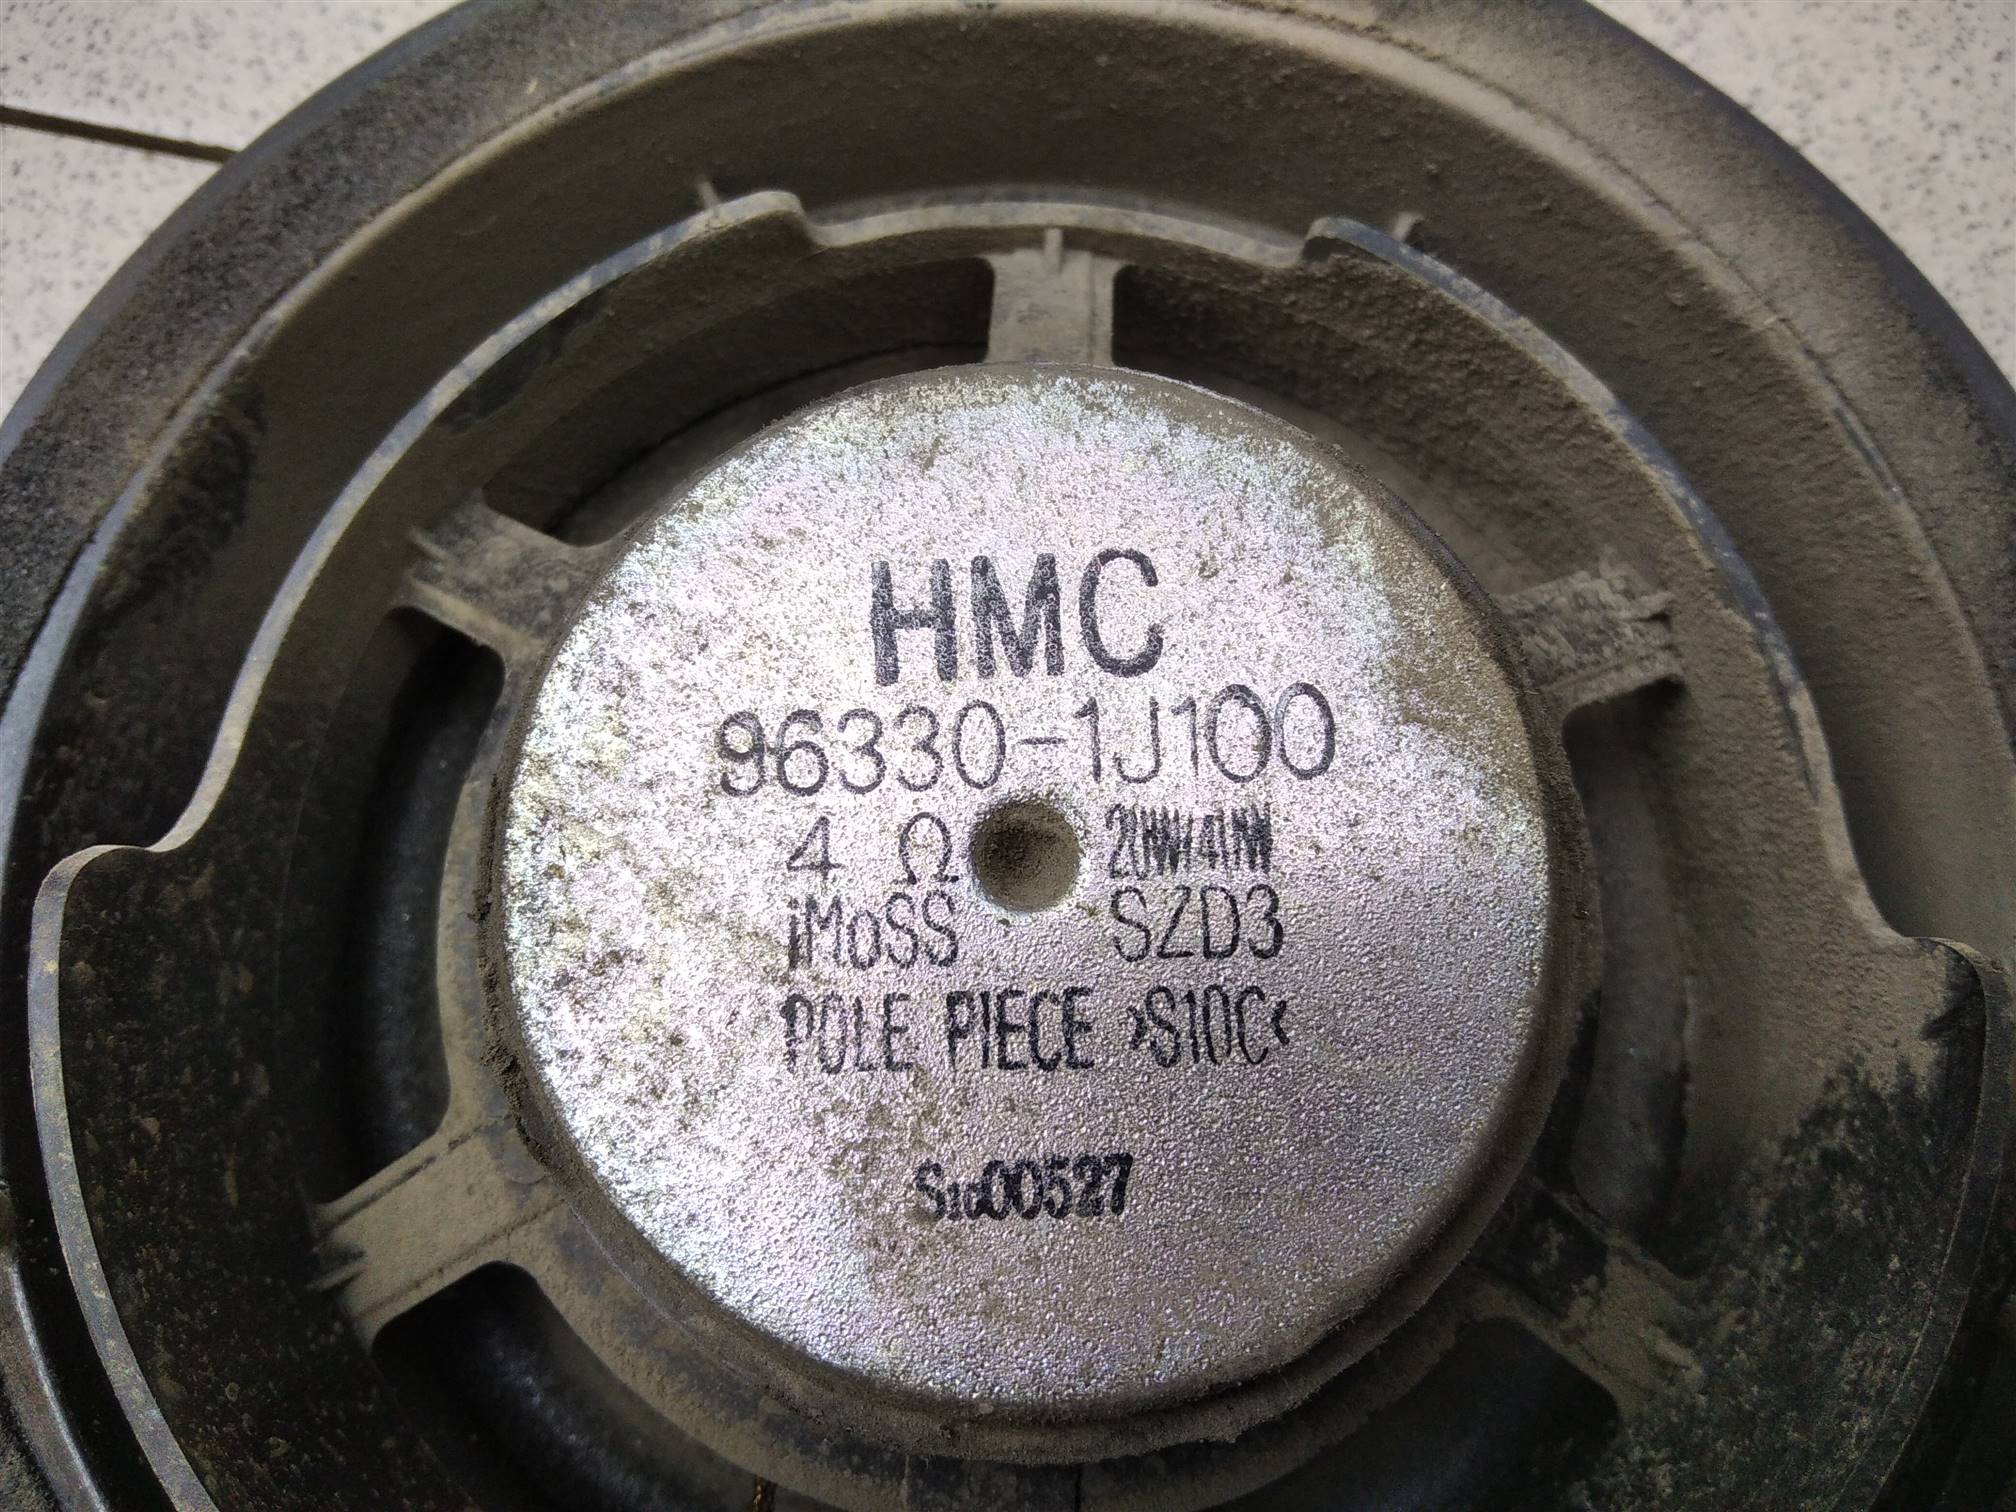 HMC
96330-1J100
4 Ω 20W/40W
iMoSS SZD3
POLE PIECE >S10C<